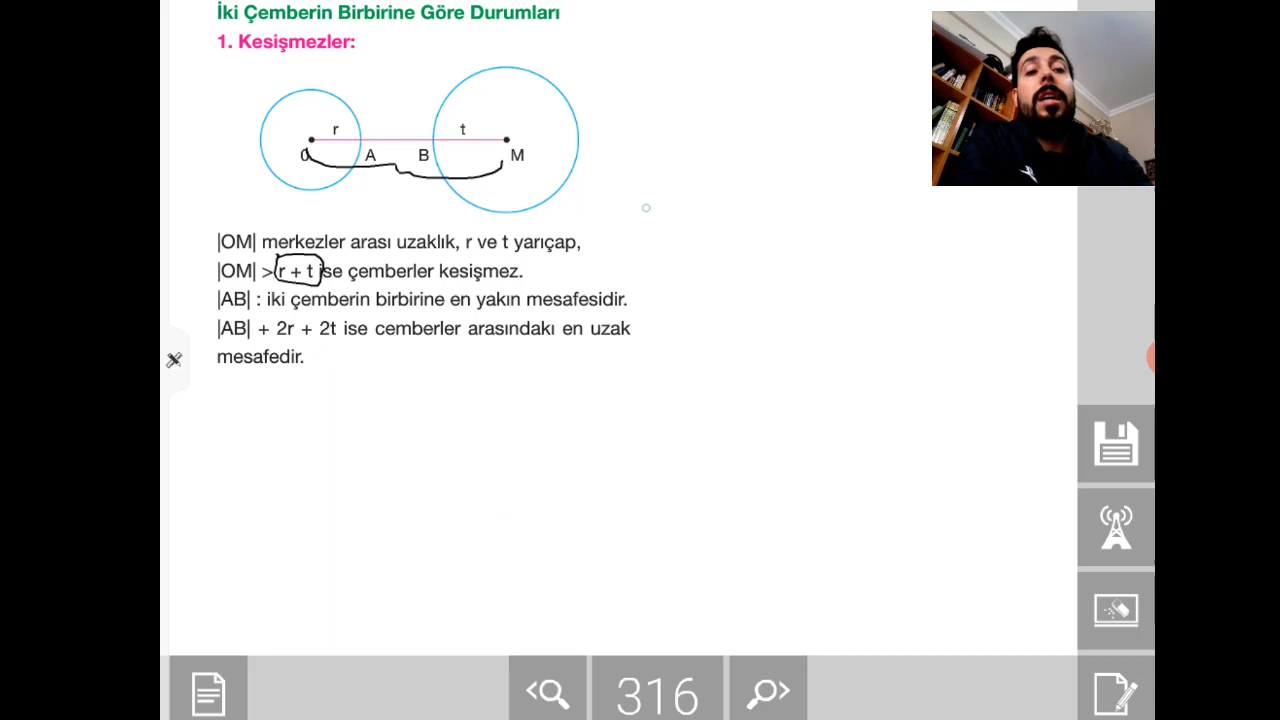 İki Çemberin Birbirine Göre Durumları
1. Kesişmezler:
r
t
O
A
B
M
|OM| merkezler arası uzaklık, r ve t yarıçap,
|OM| > r + t ise çemberler kesişmez.
|AB| : iki çemberin birbirine en yakın mesafesidir.
|AB| + 2r + 2t ise cemberler arasındakı en uzak
mesafedir.
316